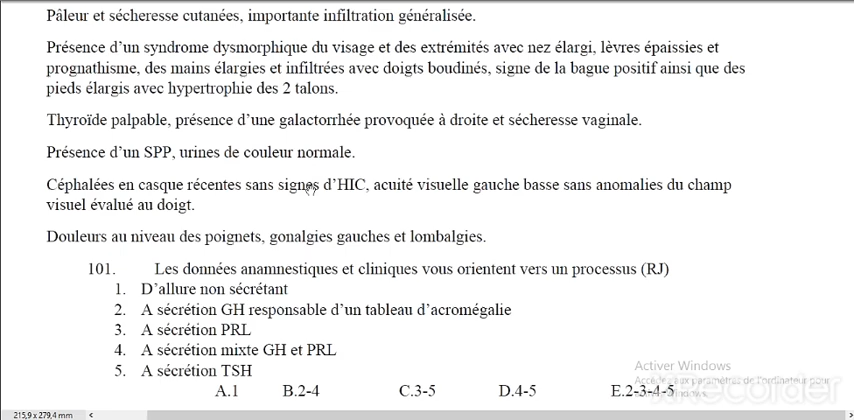 Pâleur et sécheresse cutanées, importante infiltration généralisée.
Présence d'un syndrome dysmorphique du visage et des extrémités avec nez élargi, lèvres épaissies et
prognathisme, des mains élargies et infiltrées avec doigts boudinés, signe de la bague positif ainsi que des
pieds élargis avec hypertrophie des 2 talons.
Thyroïde palpable, présence d'une galactorrhée provoquée à droite et sécheresse vaginale.
Présence d'un SPP, urines de couleur normale.
Céphalées en casque récentes sans signes d'HIC, acuité visuelle gauche basse sans anomalies du champ
visuel évalué au doigt.
Douleurs au niveau des poignets, gonalgies gauches et lombalgies.
101. Les données anamnestiques et cliniques vous orientent vers un processus (RJ)
1. D'allure non sécrétant
2. A sécrétion GH responsable d'un tableau d'acromégalie
3. A sécrétion PRL
4. A sécrétion mixte GH et PRL
5. A sécrétion TSH
Activer Windows
Accédez aux paramètres de l'ordinateur pour
A.1 B.2-4 C.3-5 D.4-5 E.2-3-4-5
215,9 x 279,4 mm